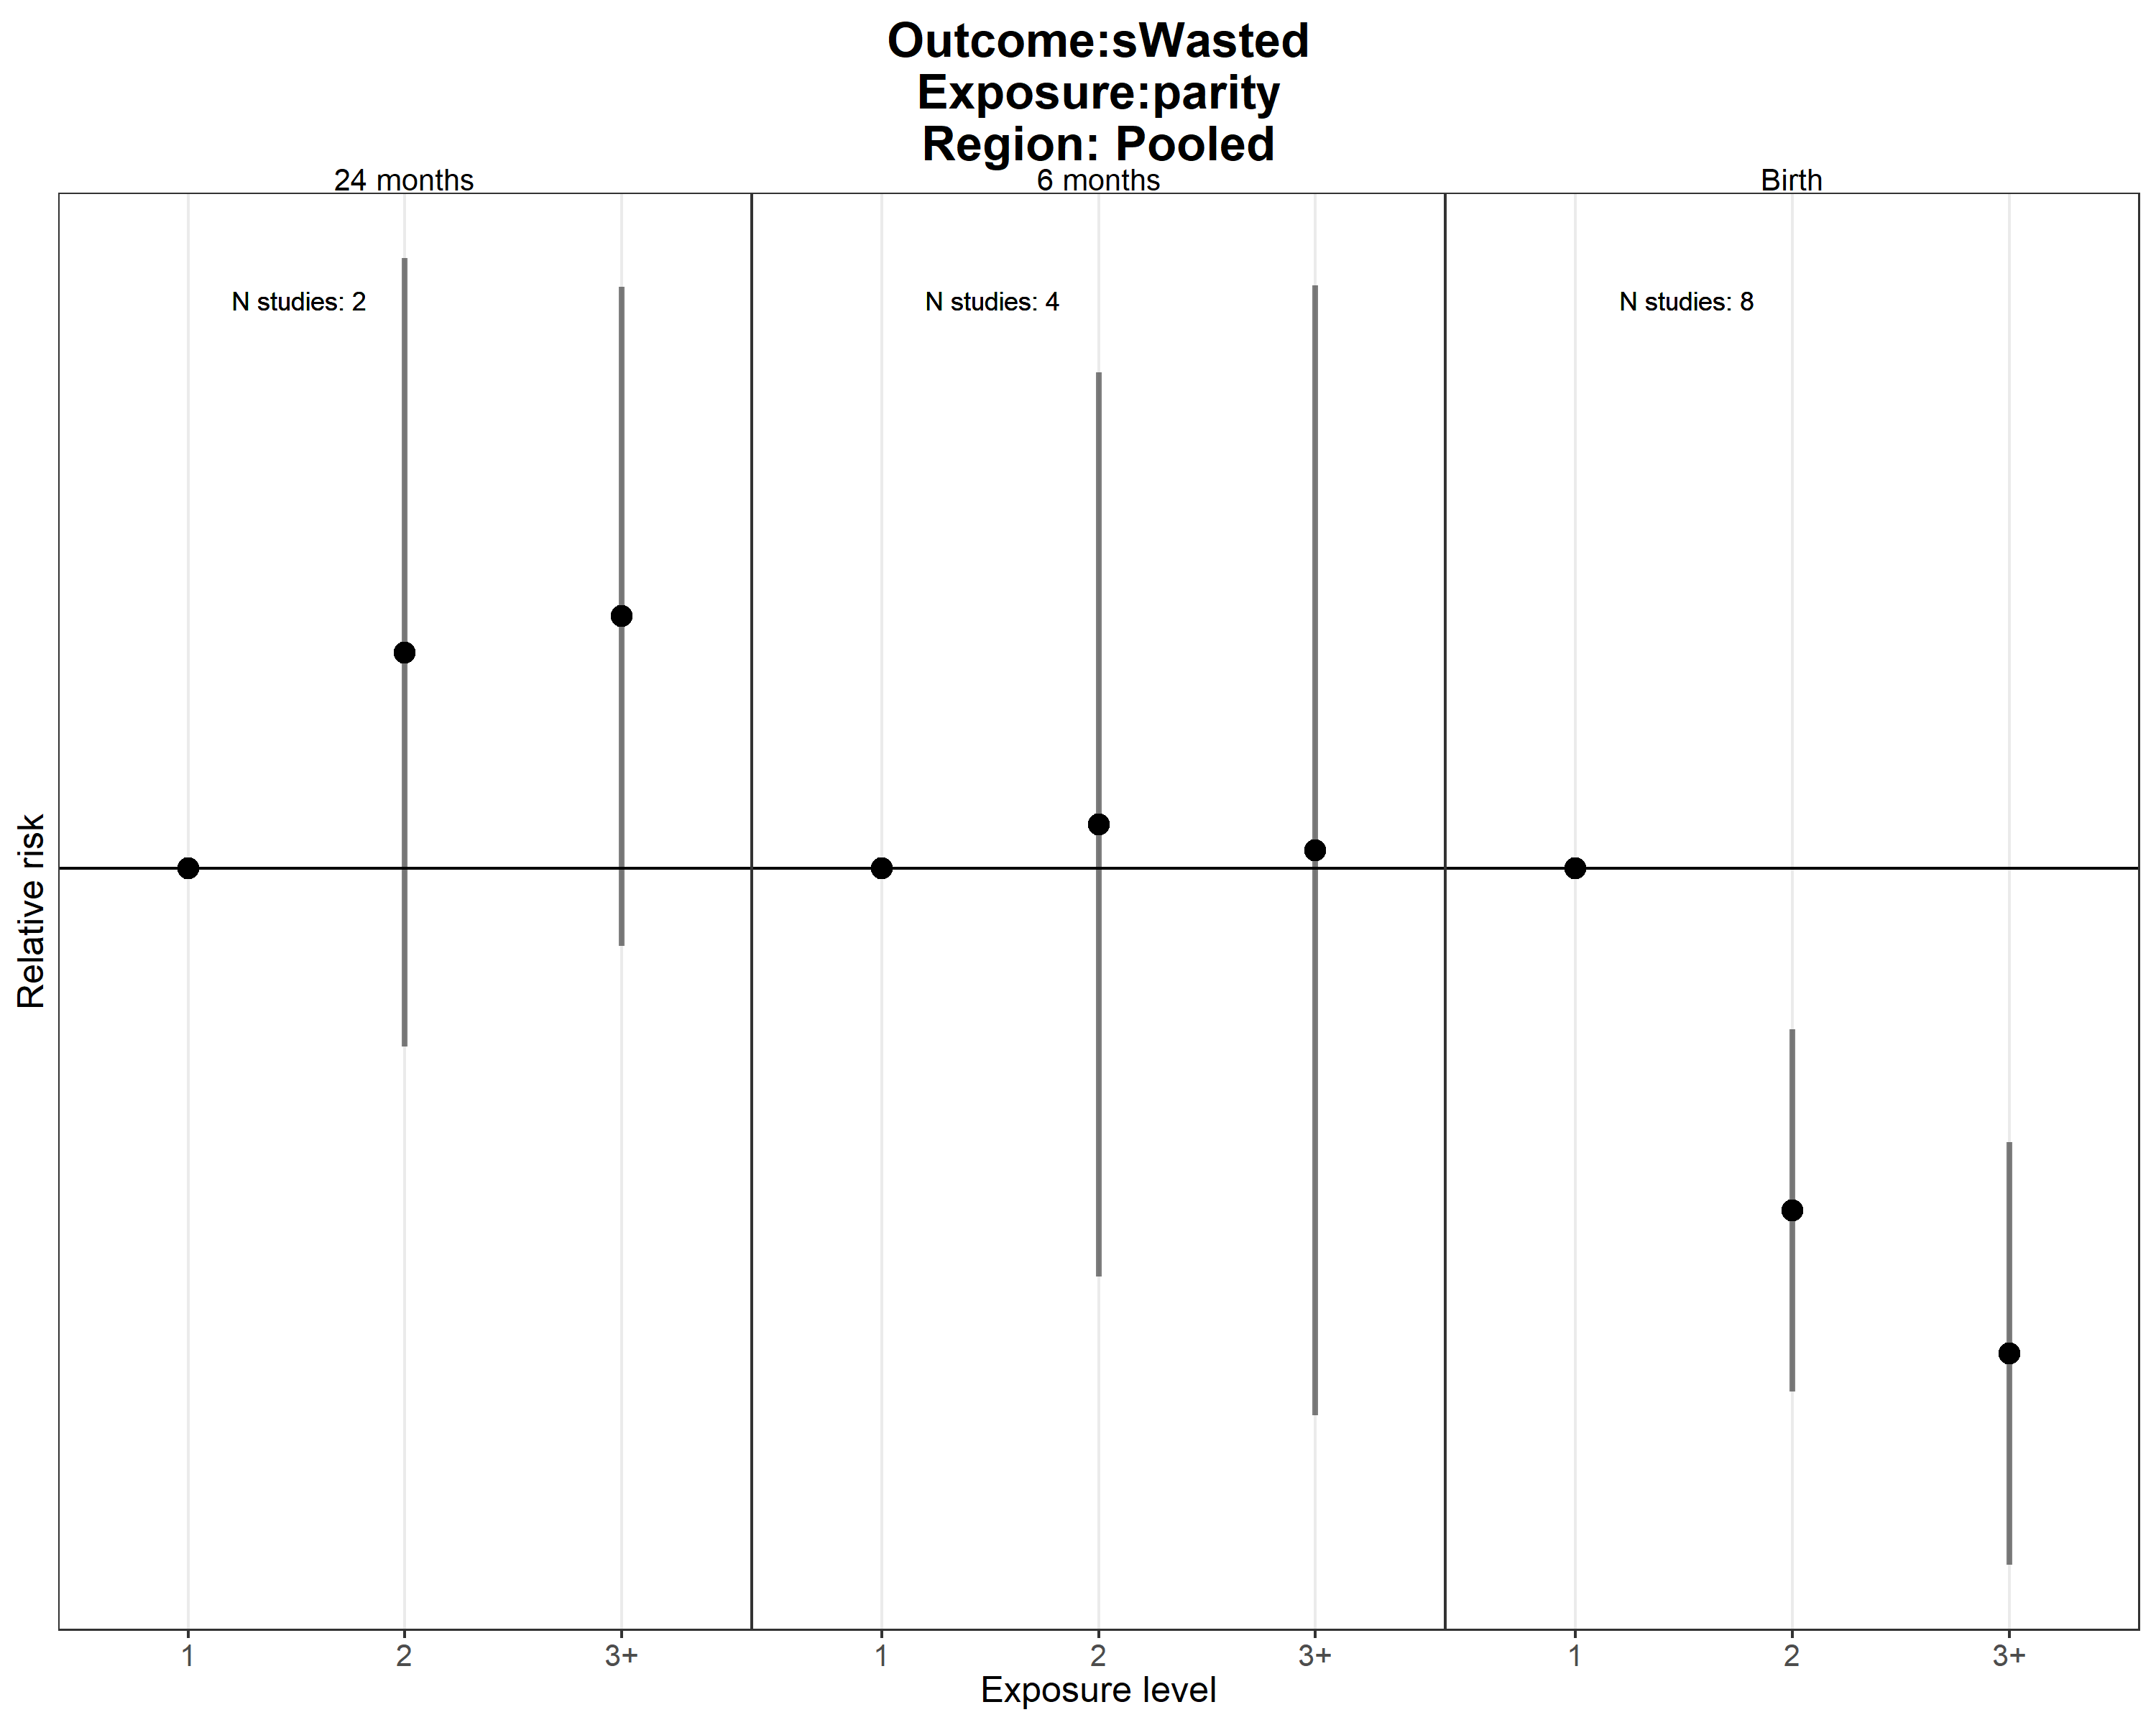 Outcome:sWasted
Exposure:parity
Region: Pooled
24 months
6 months
Birth
N studies: 2
N studies: 4
N studies: 8
Relative risk
1
2
3+
1
2
3+
1
2
3+
Exposure level